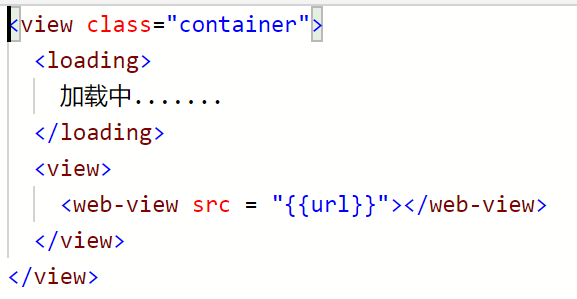 <view class="container">
<loading>
加载中.......
</loading>
<view>
<web-view src = "{{url}}"></web-view>
</view>
</view>